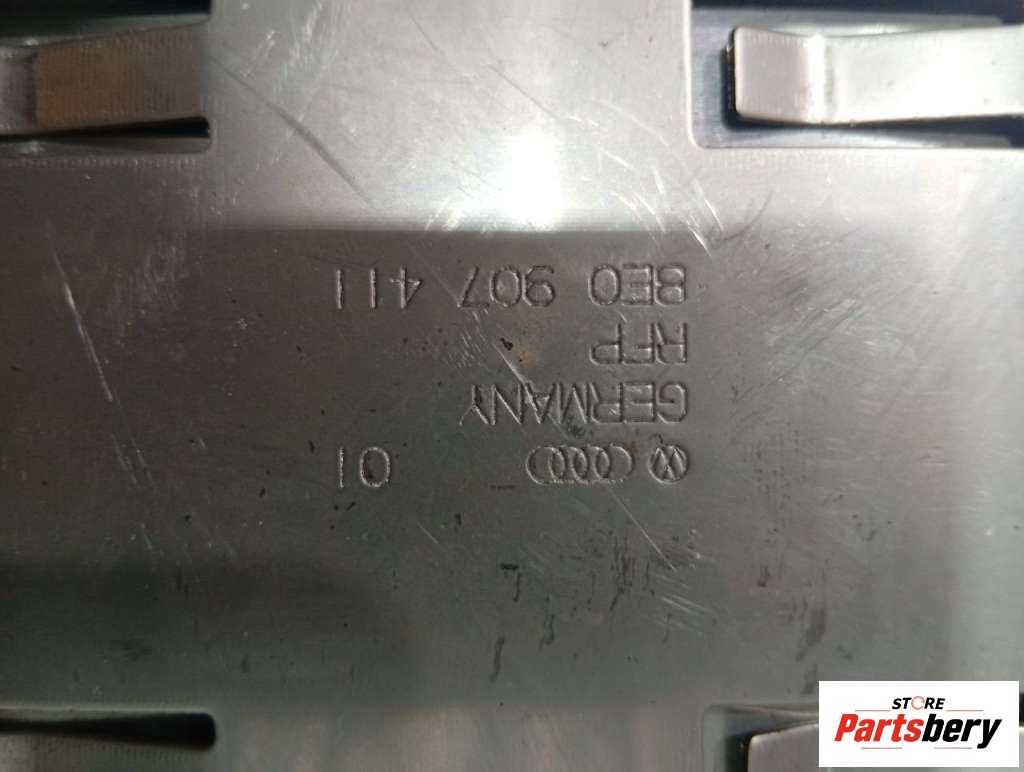 8E0 907 411
RFP
GERMANY
01
STORE
Partsbery